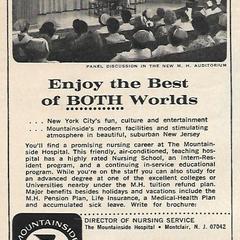 PANEL DISCUSSION IN THE NEW M. H. AUDITORIUM
Enjoy the Best
of BOTH Worlds
. . . New York City's fun, culture and entertainment
. . . Mountainside's modern facilities and stimulating
atmosphere in beautiful, suburban New Jersey
You'll find a promising nursing career at The Mountain-
side Hospital. This friendly, air-conditioned, teaching hos-
pital has a highly rated Nursing School, an Intern-Resi-
dent program, and a continuing in-service educational
program. While you're on the staff you can also study for
an advanced degree at one of the excellent colleges or
Universities nearby under the M.H. tuition refund plan.
Major benefits besides holidays and vacations include the
M.H. Pension Plan, Life Insurance, a Medical-Health Plan
and accumulated sick leave. Write for brochure:
MOUNTAINSIDE
DIRECTOR OF NURSING SERVICE
The Mountainside Hospital • Montclair, N. J. 07042